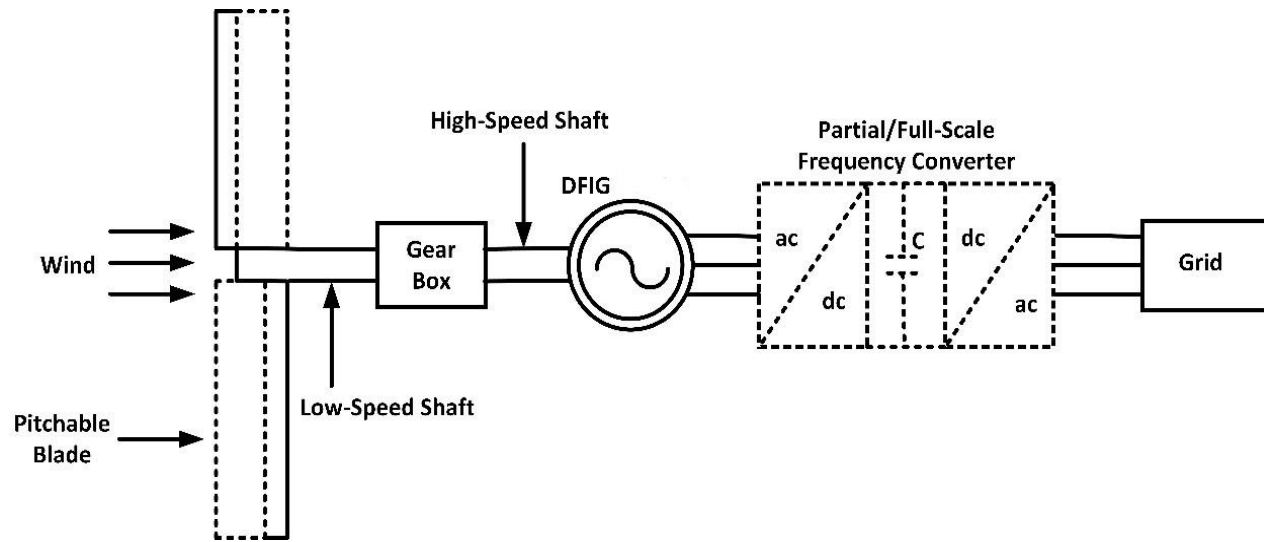 High-Speed Shaft
Partial/Full-Scale
Frequency Converter
DFIG
Wind
Gear
Box
ac
dc
C
dc
ac
Grid
Low-Speed Shaft
Pitchable
Blade